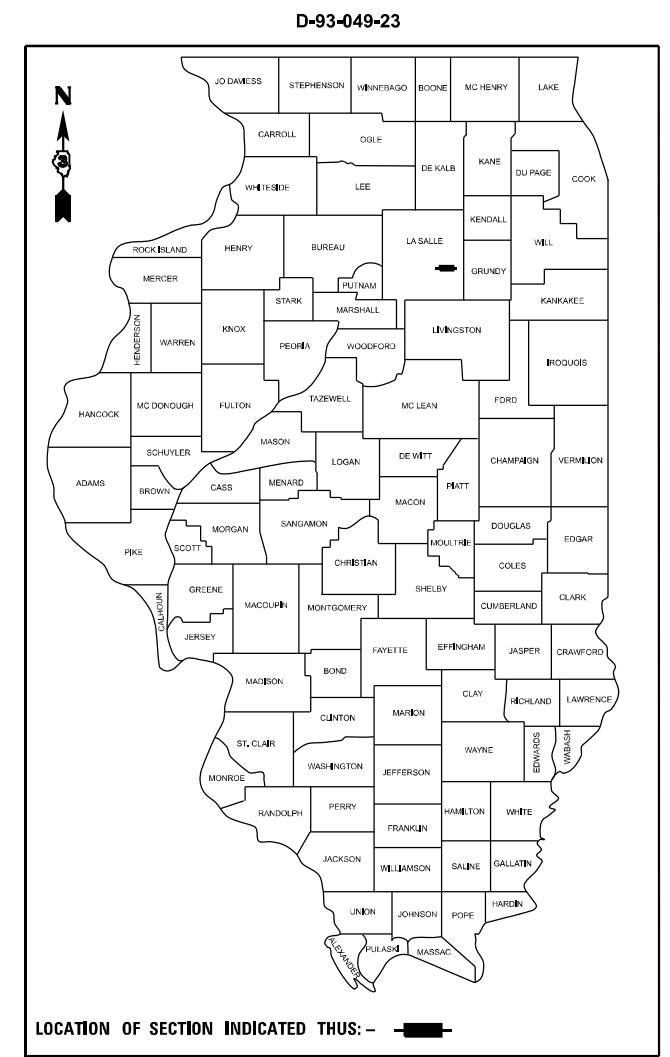 D-93-049-23
JO DAVIESS
STEPHENSON
WINNEBAGO
BOONE
MC HENRY
LAKE
N
3
CARROLL
OGLE
DE KALB
KANE
DU PAGE
COOK
WHITESIDE
LEE
KENDALL
WILL
ROCK ISLAND
HENRY
BUREAU
LA SALLE
GRUNDY
MERCER
PUTNAM
KANKAKEE
STARK
MARSHALL
HENDERSON
WARREN
KNOX
PEORIA
WOODFORD
LIVINGSTON
IROQUOIS
HANCOCK
MC DONOUGH
FULTON
TAZEWELL
MC LEAN
FORD
MASON
SCHUYLER
LOGAN
DE WITT
CHAMPAIGN
VERMILION
ADAMS
BROWN
CASS
MENARD
PIATT
MACON
MORGAN
SANGAMON
DOUGLAS
EDGAR
PIKE
SCOTT
CHRISTIAN
MOULTRIE
COLES
GREENE
SHELBY
CALHOUN
MACOUPIN
MONTGOMERY
CUMBERLAND
CLARK
JERSEY
FAYETTE
EFFINGHAM
JASPER
CRAWFORD
MADISON
BOND
CLAY
RICHLAND
LAWRENCE
CLINTON
MARION
ST. CLAIR
WAYNE
EDWARDS
WABASH
WASHINGTON
JEFFERSON
MONROE
RANDOLPH
PERRY
HAMILTON
WHITE
FRANKLIN
JACKSON
WILLIAMSON
SALINE
GALLATIN
UNION
JOHNSON
POPE
HARDIN
ALEXANDER
PULASKI
MASSAC
LOCATION OF SECTION INDICATED THUS: –